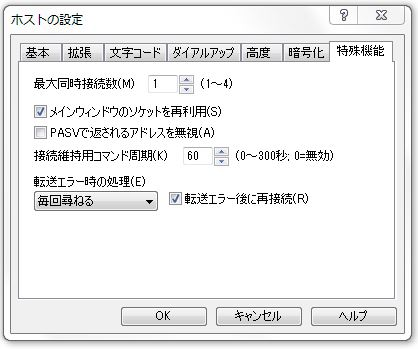 ホストの設定
基本 拡張 文字コード ダイアルアップ 高度 暗号化 特殊機能
最大同時接続数(M) 1 (1～4)
メインウィンドウのソケットを再利用(S)
PASVで返されるアドレスを無視(A)
接続維持用コマンド周期(K) 60 (0～300秒; 0=無効)
転送エラー時の処理(E)
毎回尋ねる 転送エラー後に再接続(R)
OK キャンセル ヘルプ